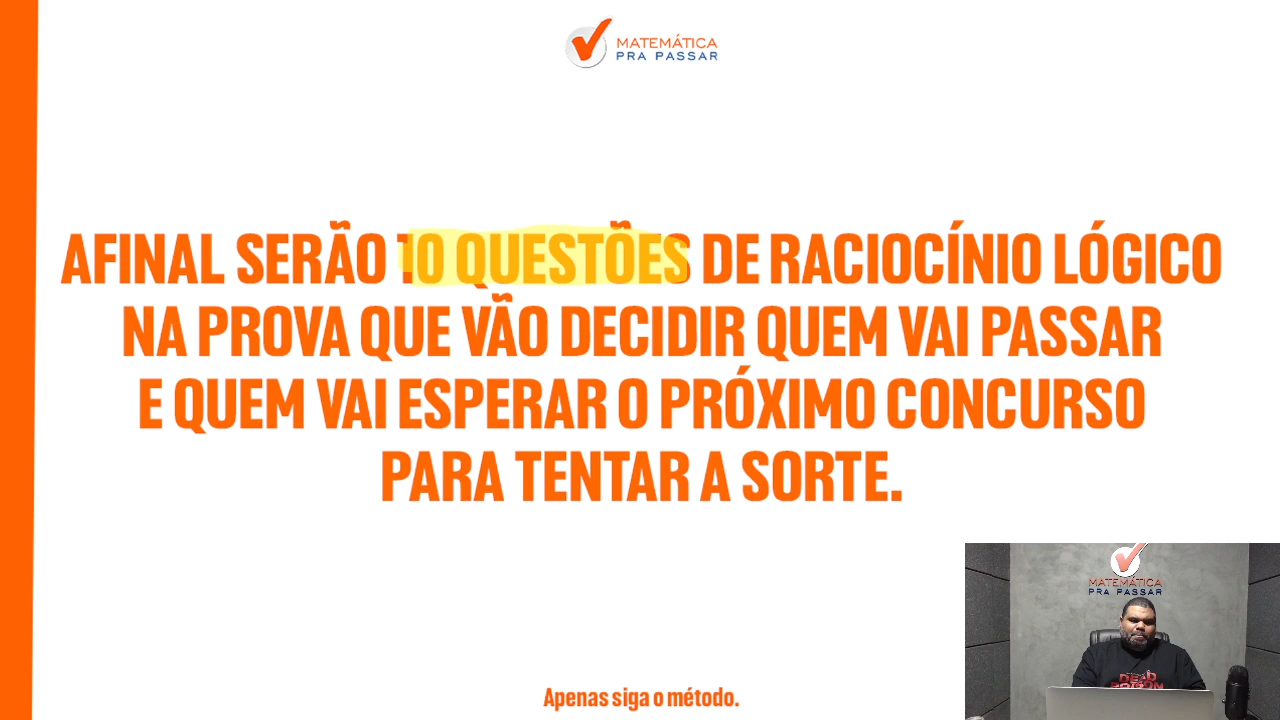 MATEMÁTICA
PRA PASSAR
AFINAL SERÃO 10 QUESTÕES DE RACIOCÍNIO LÓGICO
NA PROVA QUE VÃO DECIDIR QUEM VAI PASSAR
E QUEM VAI ESPERAR O PRÓXIMO CONCURSO
PARA TENTAR A SORTE.
MATEMÁTICA
PRA PASSAR
DEAD
Apenas siga o método.